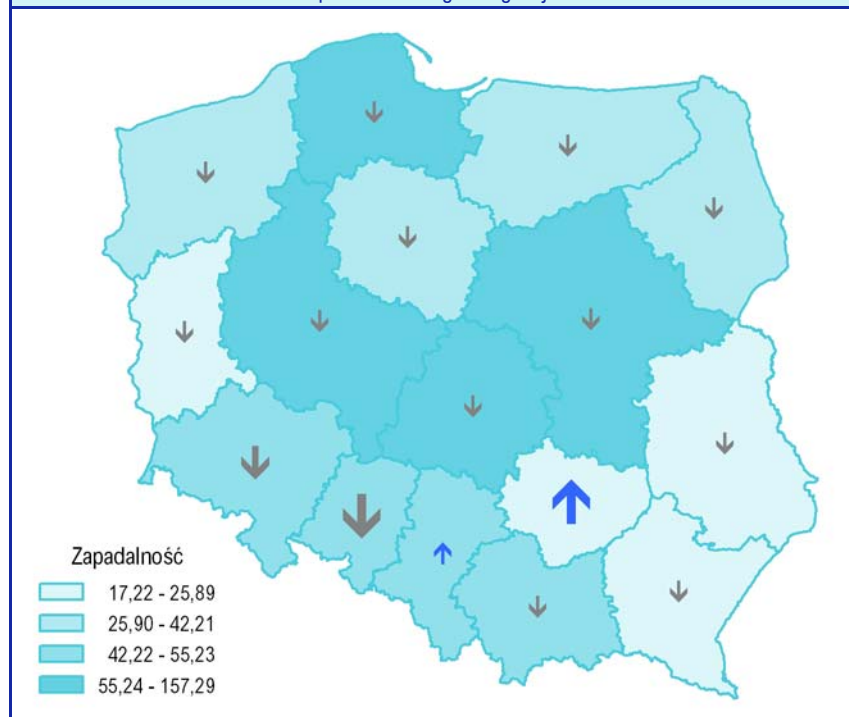 Zapadalność
17,22 - 25,89
25,90 - 42,21
42,22 - 55,23
55,24 - 157,29